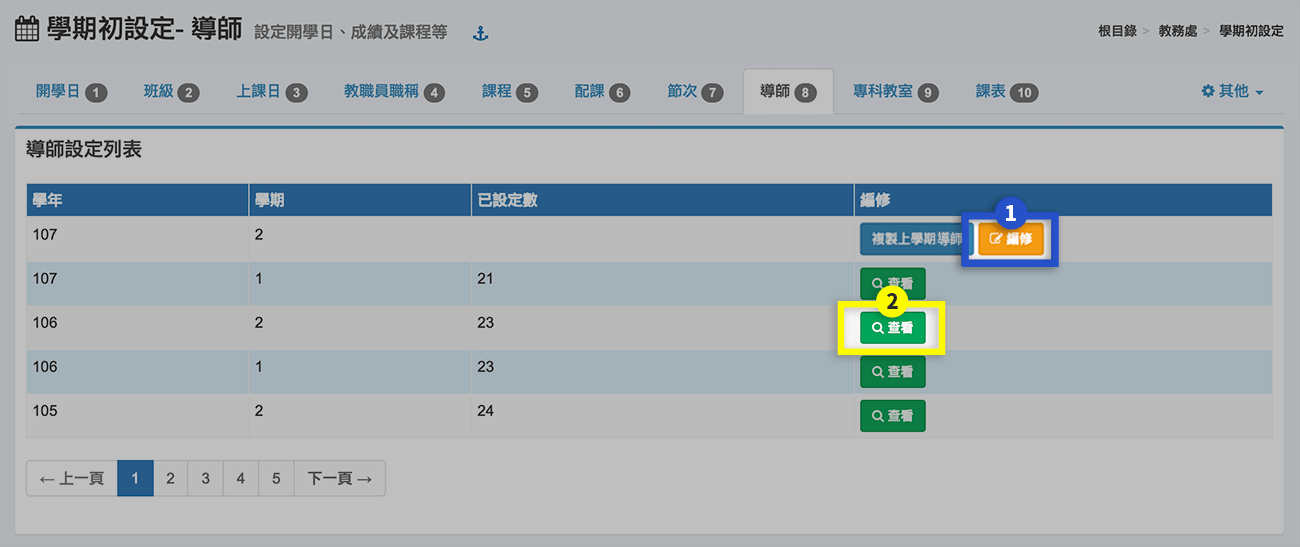 學期初設定- 導師 設定開學日、成績及課程等
根目錄 > 教務處 > 學期初設定
開學日 1 班級 2 上課日 3 教職員職稱 4 課程 5 配課 6 節次 7 導師 8 專科教室 9 課表 10 其他
導師設定列表
學年 學期 已設定數 編修
1
107 2 複製上學期導師 編修
107 1 21 查看
2
106 2 23 查看
106 1 23 查看
105 2 24 查看
←上一頁 1 2 3 4 5 下一頁→